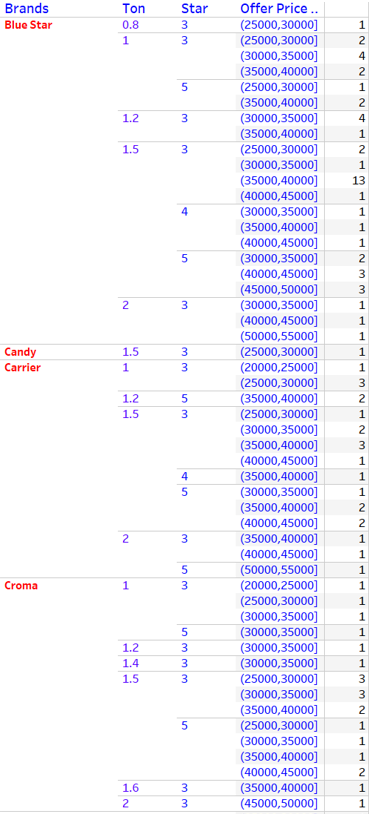 Brands Ton Star Offer Price ..
Blue Star 0.8 3 (25000,30000] 1
1 3 (25000,30000] 2
(30000,35000] 4
(35000,40000] 2
5 (25000,30000] 1
(35000,40000] 2
1.2 3 (30000,35000] 4
(35000,40000] 1
1.5 3 (25000,30000] 2
(30000,35000] 1
(35000,40000] 13
(40000,45000] 1
4 (30000,35000] 1
(35000,40000] 1
(40000,45000] 1
5 (30000,35000] 2
(40000,45000] 3
(45000,50000] 3
2 3 (30000,35000] 1
(40000,45000] 1
(50000,55000] 1
Candy 1.5 3 (25000,30000] 1
Carrier 1 3 (20000,25000] 1
(25000,30000] 3
1.2 5 (35000,40000] 2
1.5 3 (25000,30000] 1
(30000,35000] 2
(35000,40000] 3
(40000,45000] 1
4 (35000,40000] 1
5 (30000,35000] 1
(35000,40000] 2
(40000,45000] 2
2 3 (35000,40000] 1
(40000,45000] 1
5 (50000,55000] 1
Croma 1 3 (20000,25000] 1
(25000,30000] 1
(30000,35000] 1
5 (30000,35000] 1
1.2 3 (30000,35000] 1
1.4 3 (30000,35000] 1
1.5 3 (25000,30000] 3
(30000,35000] 3
(35000,40000] 2
5 (25000,30000] 1
(30000,35000] 1
(35000,40000] 1
(40000,45000] 2
1.6 3 (35000,40000] 1
2 3 (45000,50000] 1